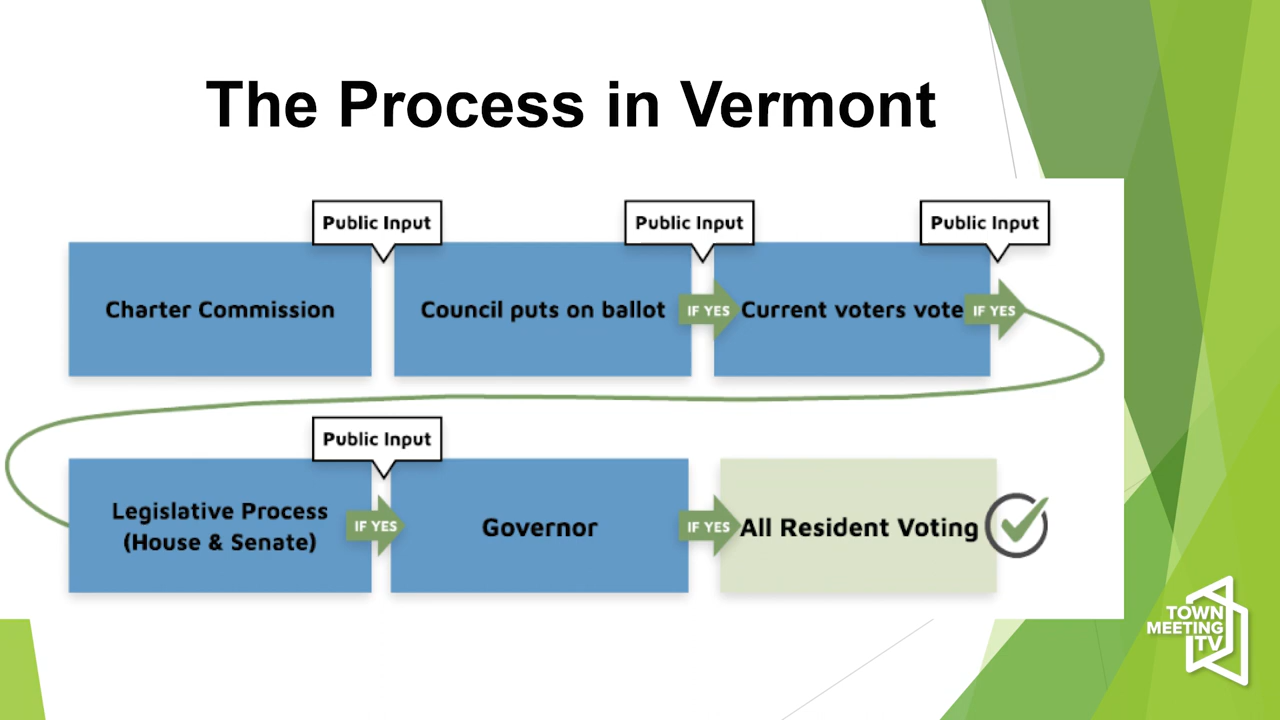 The Process in Vermont
Public Input
Public Input
Public Input
Charter Commission
Council puts on ballot
IF YES
Current voters vote
IF YES
Public Input
Legislative Process
(House & Senate)
IF YES
Governor
IF YES
All Resident Voting
TOWN
MEETING
TV